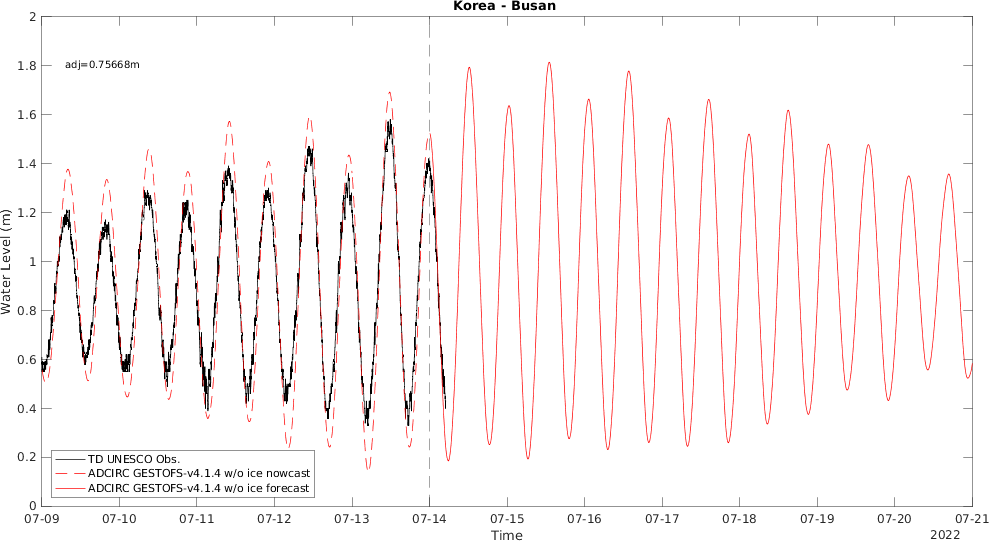 Korea - Busan
adj=0.75668m
2
1.8
1.6
1.4
1.2
1
0.8
0.6
0.4
0.2
0
Water Level (m)
TD UNESCO Obs.
ADCIRC GESTOFS-v4.1.4 w/o ice nowcast
ADCIRC GESTOFS-v4.1.4 w/o ice forecast
07-09 07-10 07-11 07-12 07-13 07-14 07-15 07-16 07-17 07-18 07-19 07-20 07-21
Time
2022